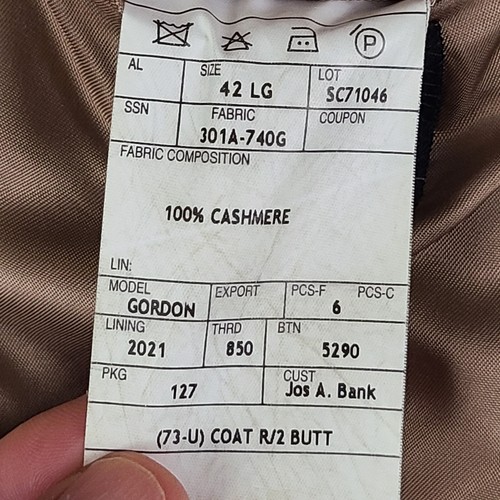 P
AL SIZE LOT
42 LG SC71046
SSN FABRIC COUPON
301A-740G
FABRIC COMPOSITION
100% CASHMERE
LIN:
MODEL EXPORT PCS-F PCS-C
GORDON 6
LINING THRD BTN
2021 850 5290
PKG CUST
127 Jos A. Bank
(73-U) COAT R/2 BUTT